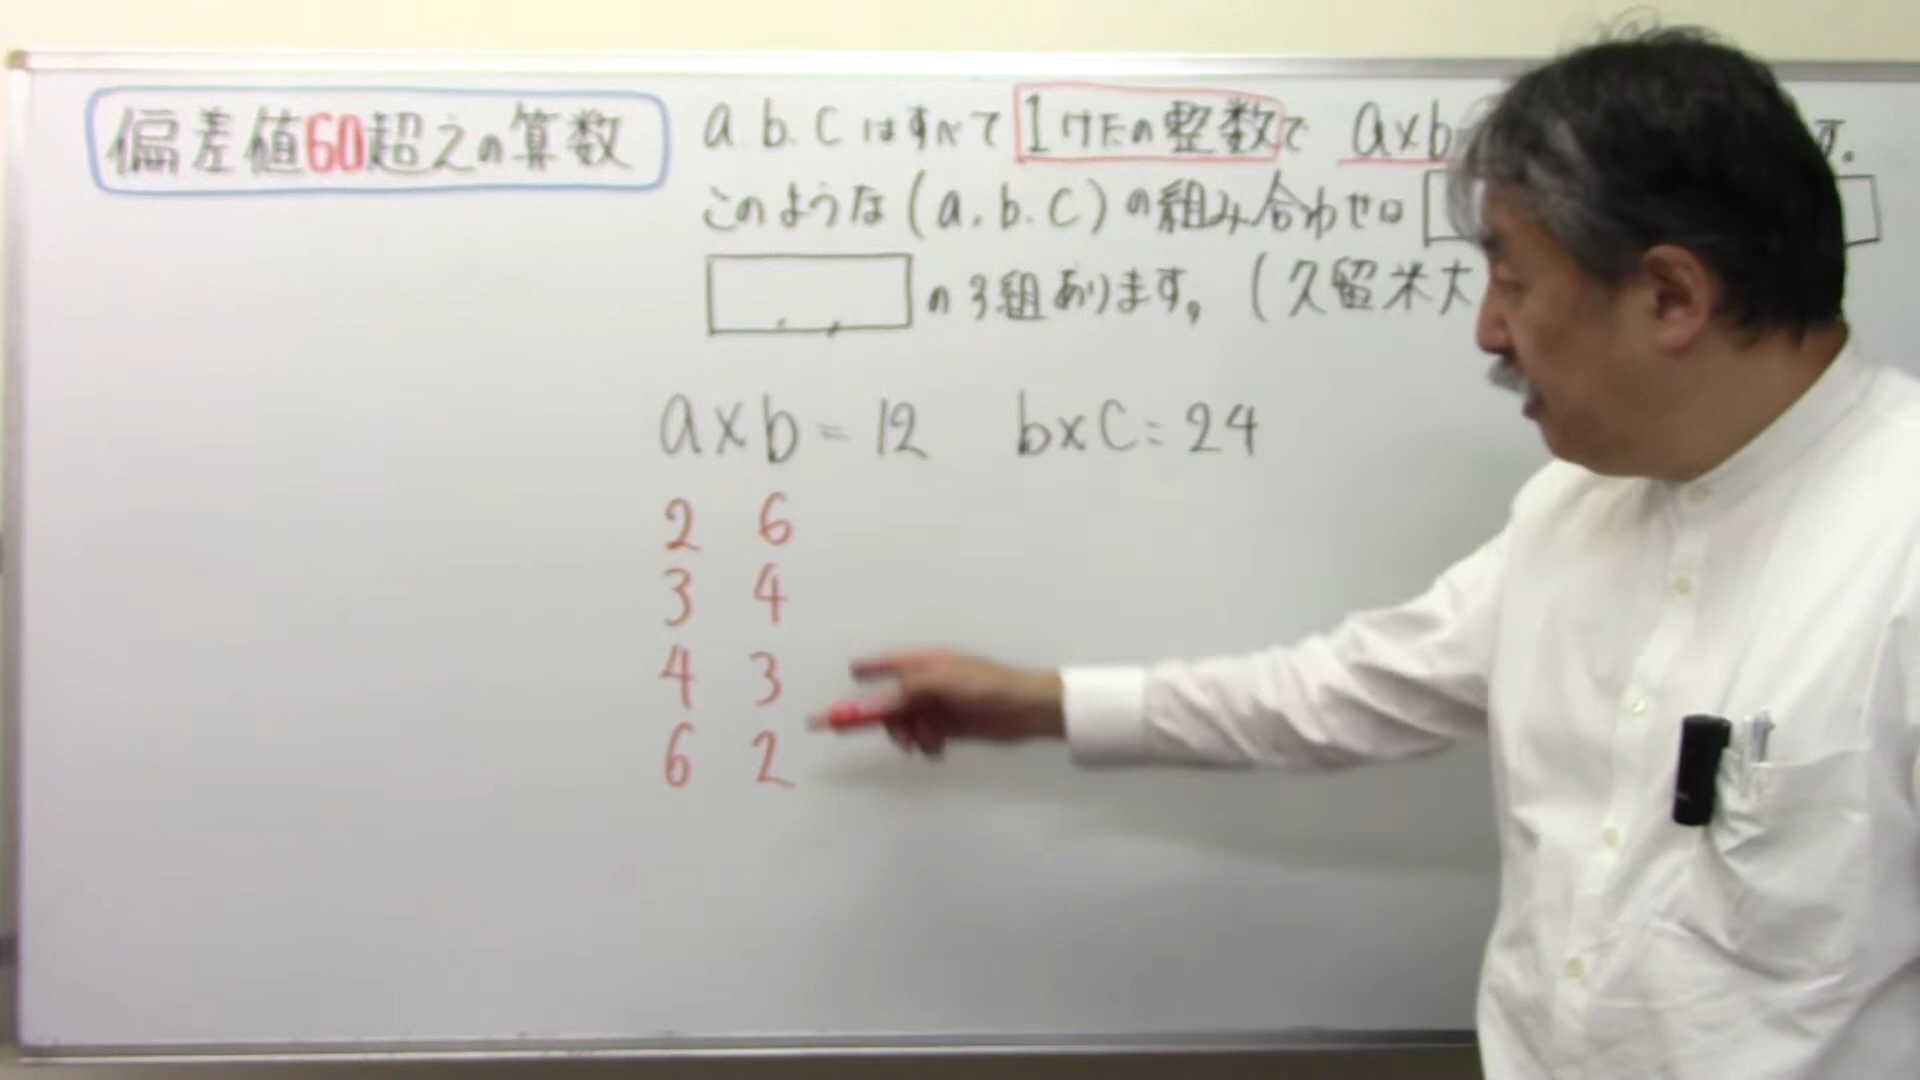 偏差値60超えの算数
a.b.cはすべて1けたの整数で a×b
す。
このような(a.b.c)の組み合わせは
の3組あります。(久留米大
a×b=12 b×c=24
2 6
3 4
4 3
6 2